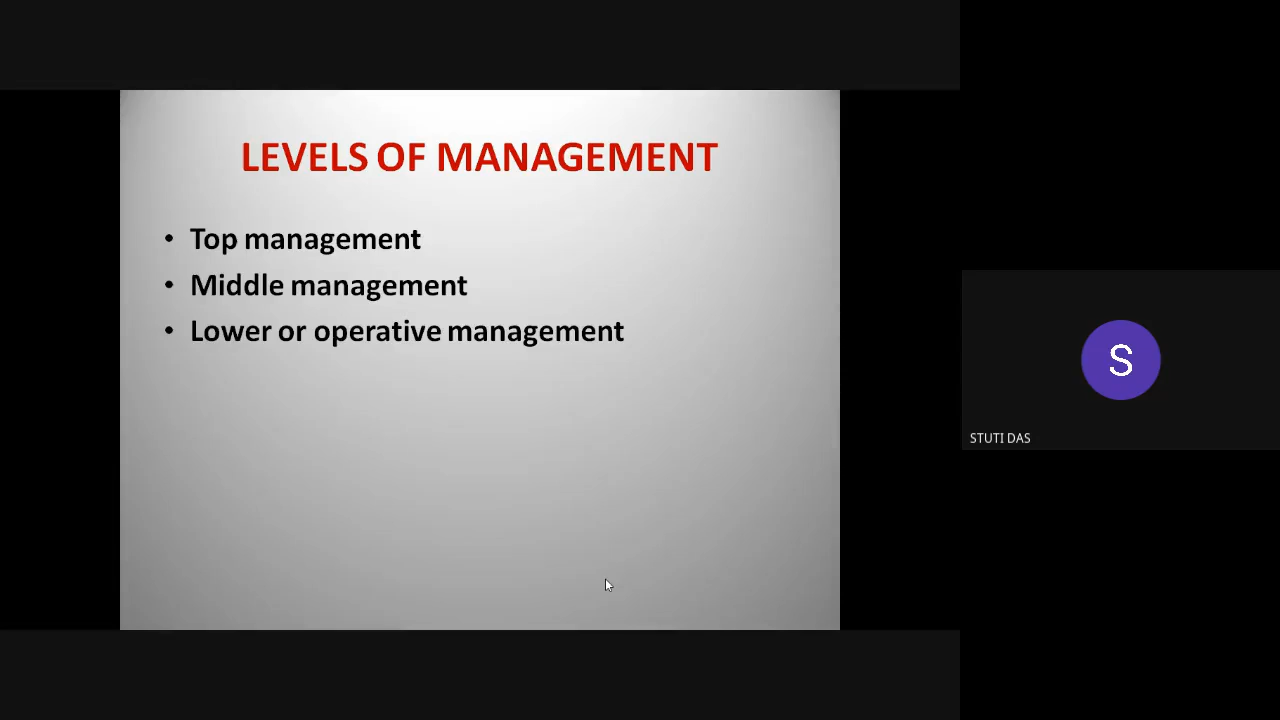 LEVELS OF MANAGEMENT
• Top management
• Middle management
• Lower or operative management
S
STUTI DAS